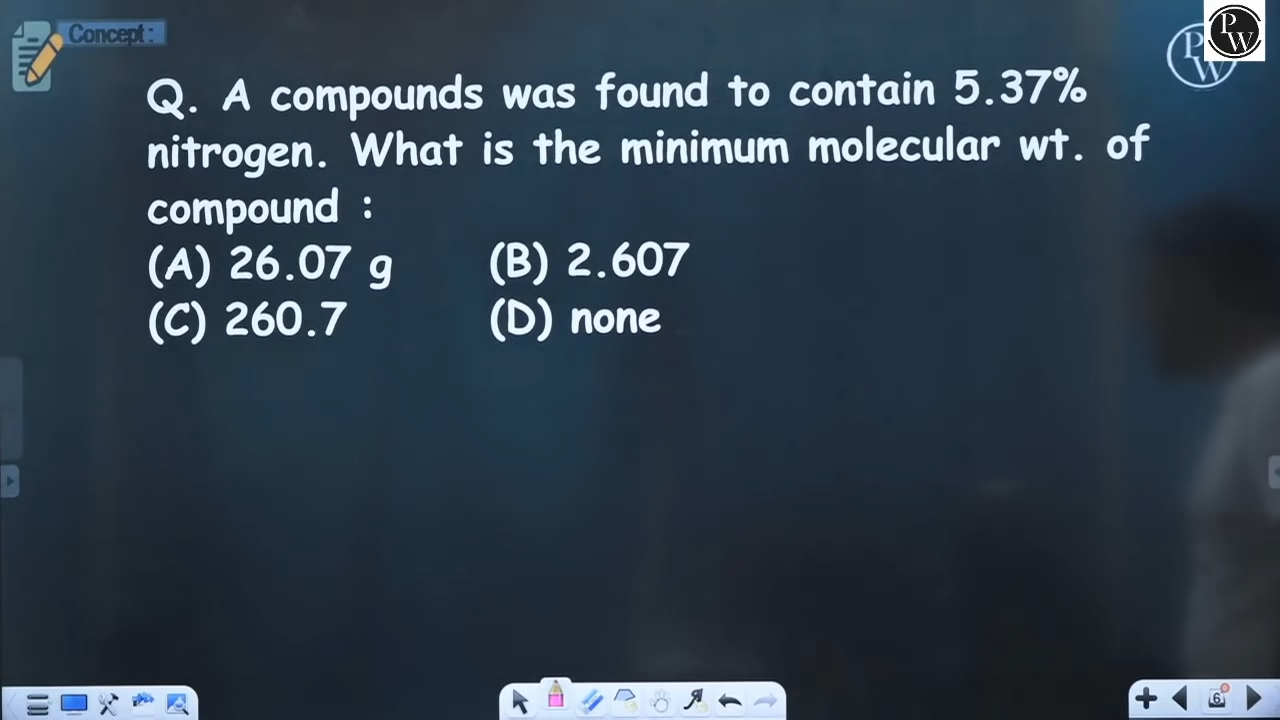 Concept :
P
W
P
W
Q. A compounds was found to contain 5.37%
nitrogen. What is the minimum molecular wt. of
compound :
(A) 26.07 g (B) 2.607
(C) 260.7 (D) none
6